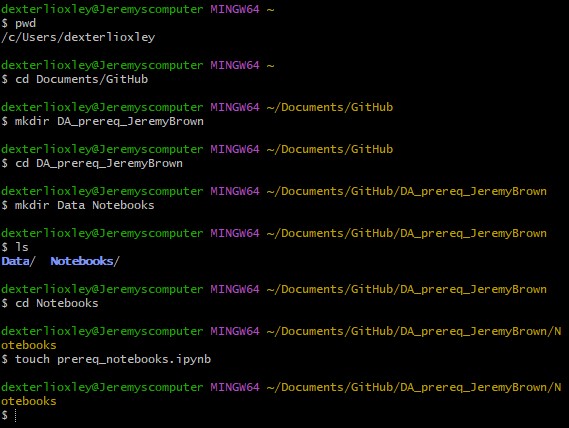 dexterlioxley@Jeremyscomputer MINGW64 ~
$ pwd
/c/Users/dexterlioxley
dexterlioxley@Jeremyscomputer MINGW64 ~
$ cd Documents/GitHub
dexterlioxley@Jeremyscomputer MINGW64 ~/Documents/GitHub
$ mkdir DA_prereq_JeremyBrown
dexterlioxley@Jeremyscomputer MINGW64 ~/Documents/GitHub
$ cd DA_prereq_JeremyBrown
dexterlioxley@Jeremyscomputer MINGW64 ~/Documents/GitHub/DA_prereq_JeremyBrown
$ mkdir Data Notebooks
dexterlioxley@Jeremyscomputer MINGW64 ~/Documents/GitHub/DA_prereq_JeremyBrown
$ ls
Data/  Notebooks/
dexterlioxley@Jeremyscomputer MINGW64 ~/Documents/GitHub/DA_prereq_JeremyBrown
$ cd Notebooks
dexterlioxley@Jeremyscomputer MINGW64 ~/Documents/GitHub/DA_prereq_JeremyBrown/N
otebooks
$ touch prereq_notebooks.ipynb
dexterlioxley@Jeremyscomputer MINGW64 ~/Documents/GitHub/DA_prereq_JeremyBrown/N
otebooks
$